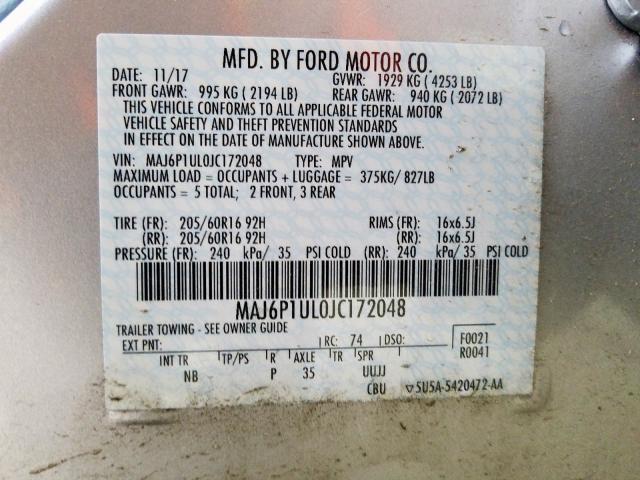 MFD. BY FORD MOTOR CO.
DATE: 11/17 GVWR: 1929 KG ( 4253 LB)
FRONT GAWR: 995 KG ( 2194 LB) REAR GAWR: 940 KG ( 2072 LB)
THIS VEHICLE CONFORMS TO ALL APPLICABLE FEDERAL MOTOR
VEHICLE SAFETY AND THEFT PREVENTION STANDARDS
IN EFFECT ON THE DATE OF MANUFACTURE SHOWN ABOVE.
VIN: MAJ6P1UL0JC172048 TYPE: MPV
MAXIMUM LOAD = OCCUPANTS + LUGGAGE = 375KG/ 827LB
OCCUPANTS = 5 TOTAL; 2 FRONT, 3 REAR
TIRE (FR): 205/60R16 92H RIMS (FR): 16x6.5J
(RR): 205/60R16 92H (RR): 16x6.5J
PRESSURE (FR): 240 kPa/ 35 PSI COLD (RR): 240 kPa/ 35 PSI COLD
MAJ6P1UL0JC172048
TRAILER TOWING - SEE OWNER GUIDE
EXT PNT: RC: 74 DSO: F0021
R0041
INT TR TP/PS R AXLE TR SPR
NB P 35 UUJJ
CBU ▽5U5A-5420472-AA